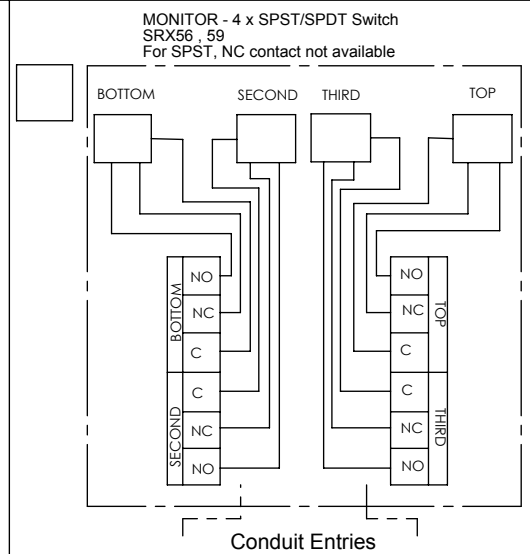 MONITOR - 4 x SPST/SPDT Switch
SRX56 , 59
For SPST, NC contact not available
BOTTOM SECOND THIRD TOP
BOTTOM
NO
NC
C
SECOND
C
NC
NO
NO
NC
C
TOP
C
NC
NO
THIRD
Conduit Entries